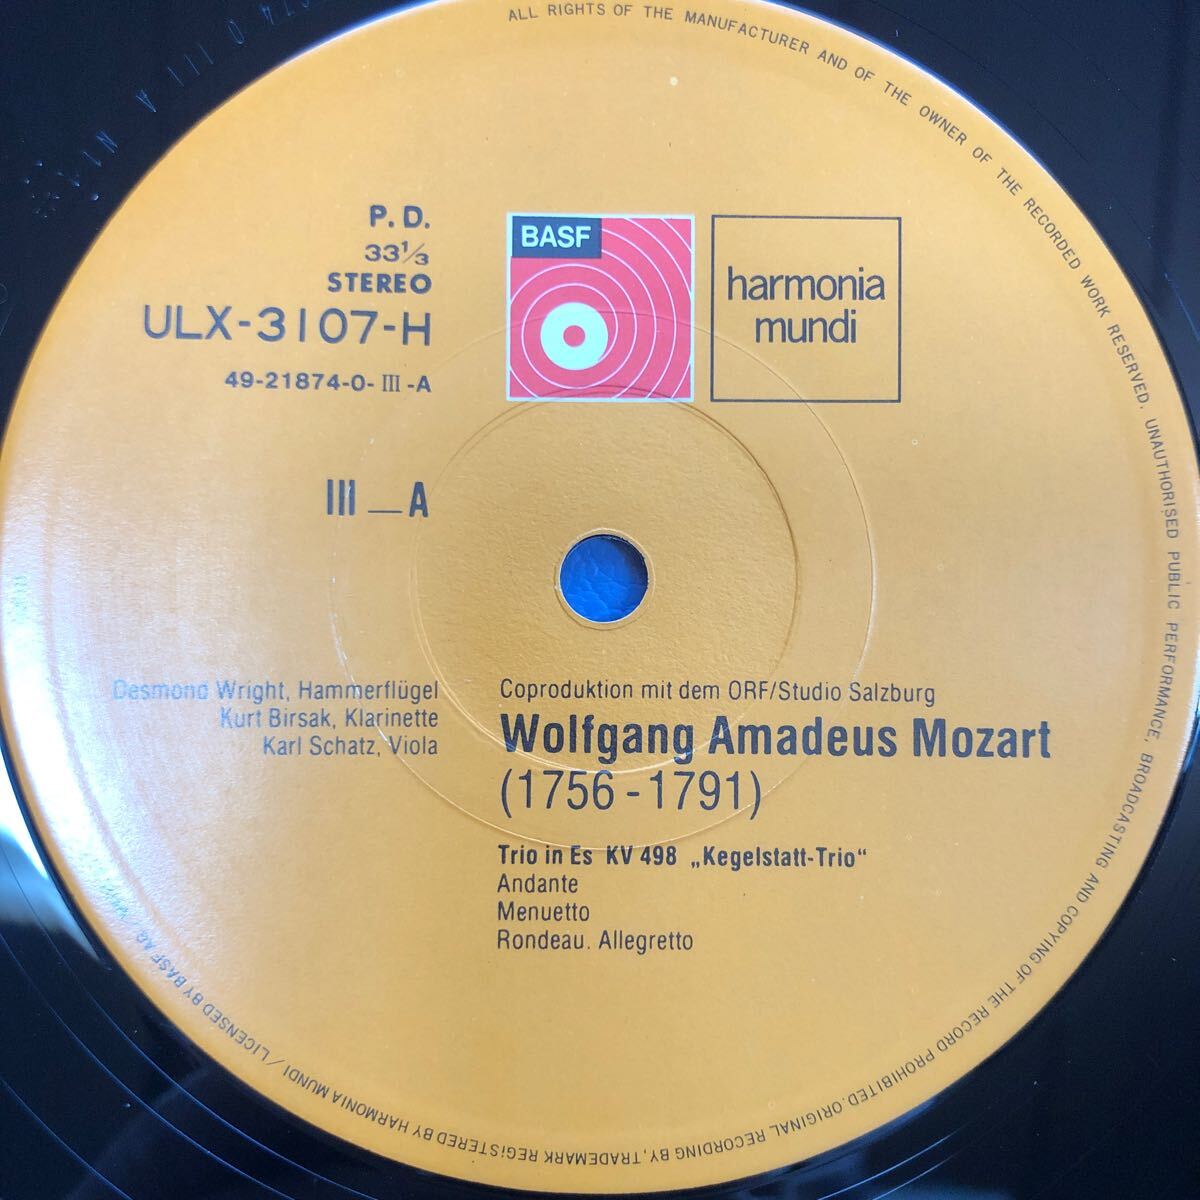 ALL RIGHTS OF THE MANUFACTURER AND OF THE OWNER OF THE RECORDED WORK RESERVED. UNAUTHORISED PUBLIC PERFORMANCE, BROADCASTING AND COPYING OF THE RECORD PROHIBITED. ORIGINAL RECORDING BY, TRADEMARK REGISTERED BY HARMONIA MUNDI / LICENSED BY BASF
P. D.
33⅓
STEREO
ULX-3107-H
49-21874-0-III-A
BASF
harmonia
mundi
III — A
Desmond Wright, Hammerflügel
Kurt Birsak, Klarinette
Karl Schatz, Viola
Coproduktion mit dem ORF/Studio Salzburg
Wolfgang Amadeus Mozart
(1756 - 1791)
Trio in Es KV 498 „Kegelstatt-Trio“
Andante
Menuetto
Rondeau. Allegretto